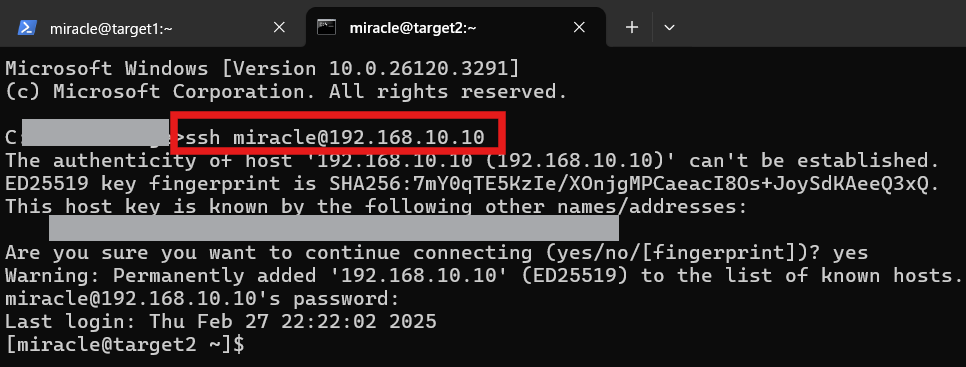 miracle@target1:~
miracle@target2:~
Microsoft Windows [Version 10.0.26120.3291]
(c) Microsoft Corporation. All rights reserved.
C: >ssh miracle@192.168.10.10
The authenticity of host '192.168.10.10 (192.168.10.10)' can't be established.
ED25519 key fingerprint is SHA256:7mY0qTE5KzIe/XOnjgMPCaeacI8Os+JoySdKAeeQ3xQ.
This host key is known by the following other names/addresses:
Are you sure you want to continue connecting (yes/no/[fingerprint])? yes
Warning: Permanently added '192.168.10.10' (ED25519) to the list of known hosts.
miracle@192.168.10.10's password:
Last login: Thu Feb 27 22:22:02 2025
[miracle@target2 ~]$